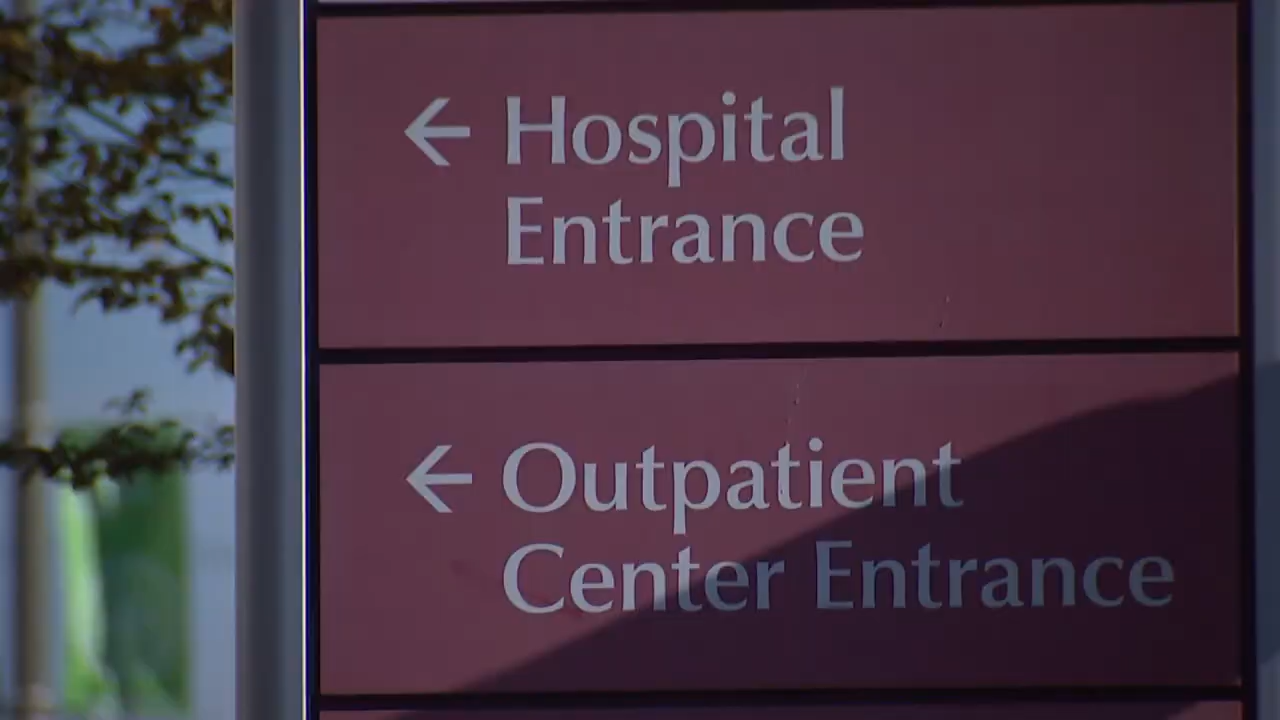 ← Hospital
Entrance
← Outpatient
Center Entrance